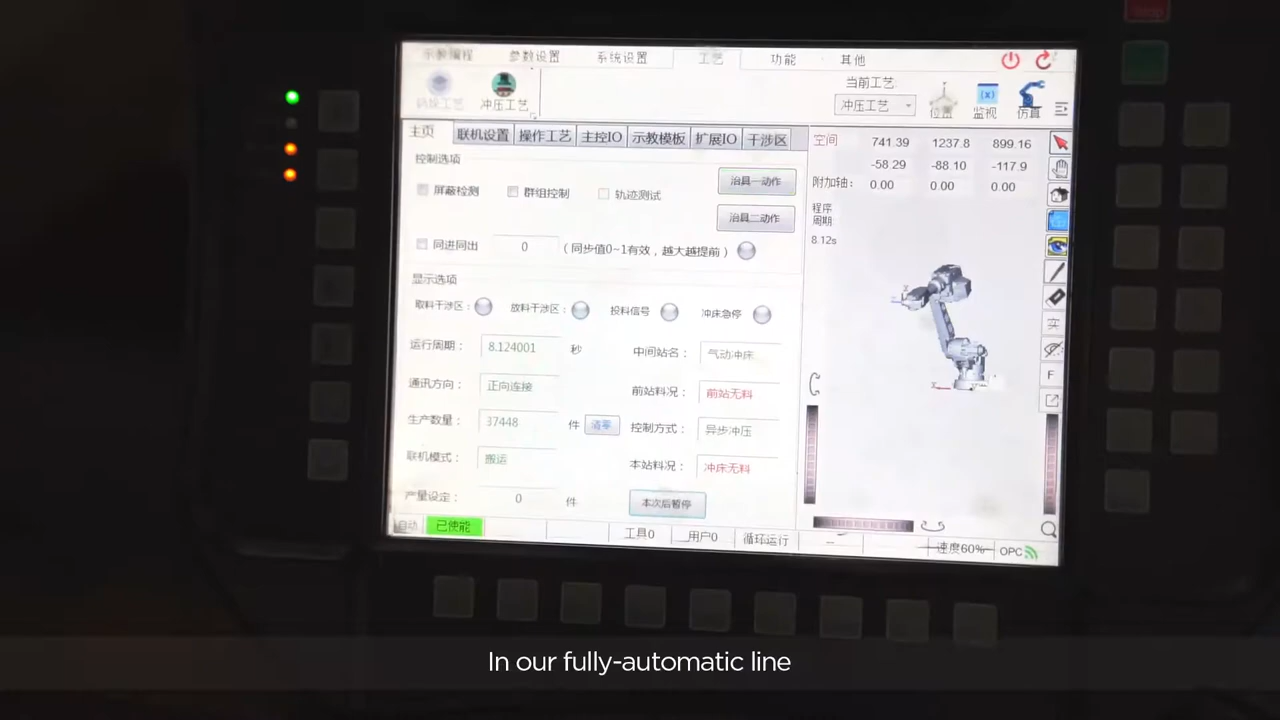 Stop
示教编程 参数设置 系统设置 工艺 功能 其他
码垛工艺 冲压工艺
当前工艺:
冲压工艺
位置 监视 仿真
主页 联机设置 操作工艺 主控IO 示教模板 扩展IO 干涉区
控制选项
屏蔽检测 群组控制 轨迹测试
治具一动作
治具二动作
同进同出 0 (同步值0~1有效，越大越提前)
显示选项
取料干涉区： 放料干涉区： 投料信号 冲床急停
运行周期： 8.124001 秒 中间站名： 气动冲床
通讯方向： 正向连接 前站料况： 前站无料
生产数量： 37448 件 清零 控制方式： 异步冲压
联机模式： 搬运 本站料况： 冲床无料
产量设定： 0 件 本次后暂停
空间 741.39 1237.8 899.16
-58.29 -88.10 -117.9
附加轴： 0.00 0.00 0.00
程序
周期:
8.12s
实
F
自动 已使能 工具0 用户0 循环运行 -- 速度60% OPC
In our fully-automatic line